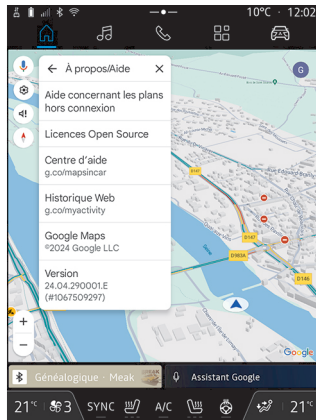 10°C · 12:02
À propos/Aide
G
Aide concernant les plans
hors connexion
Licences Open Source
Centre d'aide
g.co/mapsincar
Historique Web
g.co/myactivity
Google Maps
©2024 Google LLC
Version
24.04.290001.E
(#1067509297)
D147
D147
D983A
D146
+
−
Google
Généalogique · Meak
Assistant Google
21°C
3
SYNC
A/C
21°C